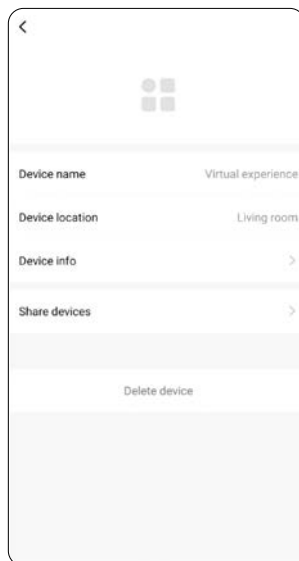 Device name Virtual experience
Device location Living room
Device info
Share devices
Delete device